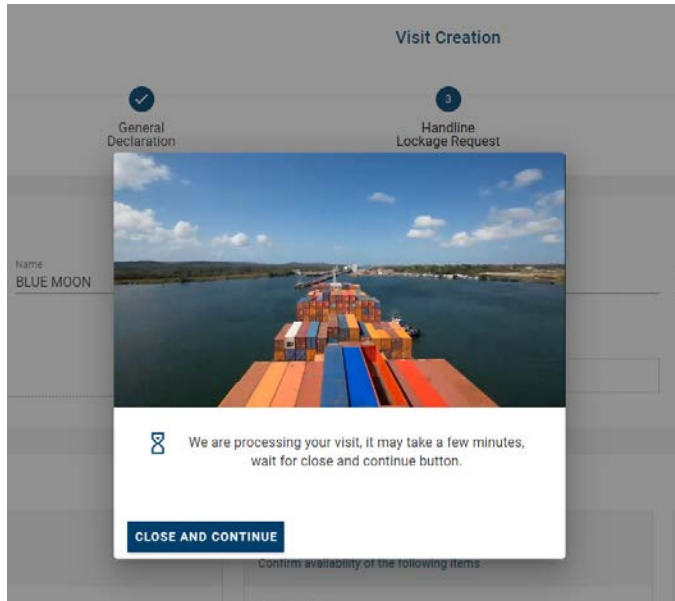 Visit Creation
3
General
Declaration
Handline
Lockage Request
Name
BLUE MOON
We are processing your visit, it may take a few minutes,
wait for close and continue button.
CLOSE AND CONTINUE
Confirm availability of the following items